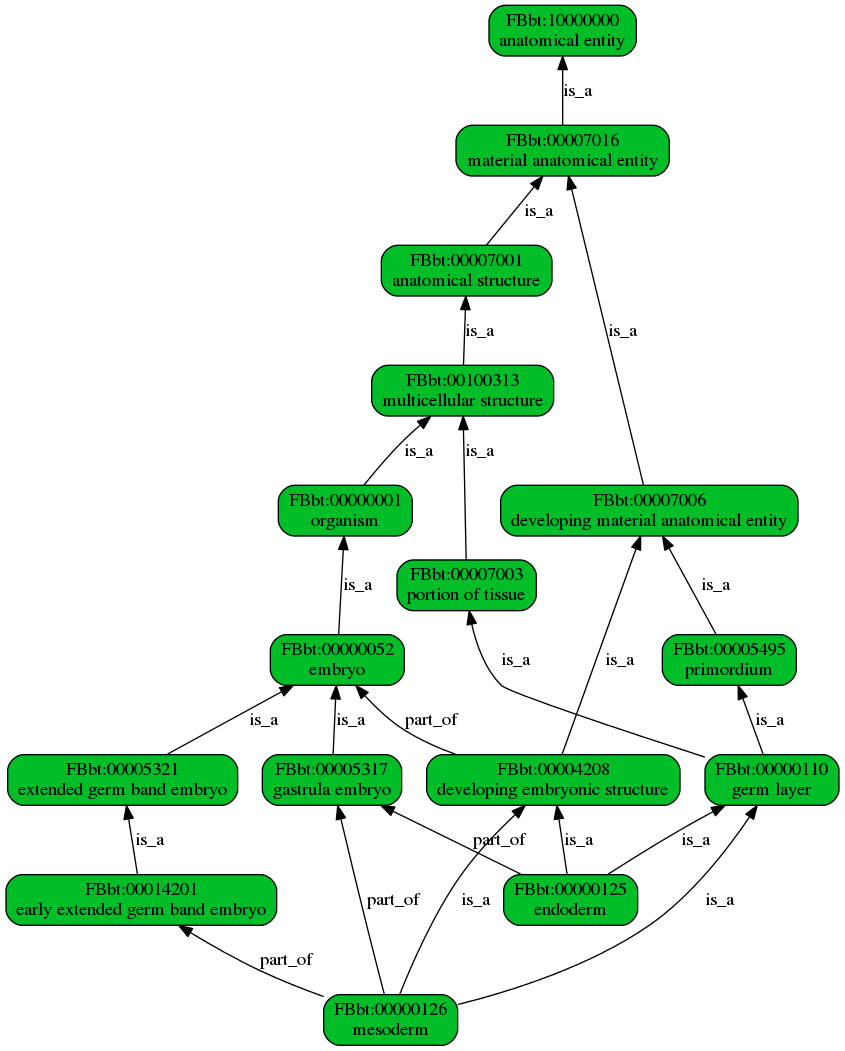 FBbt:10000000
anatomical entity
is_a
FBbt:00007016
material anatomical entity
is_a
FBbt:00007001
anatomical structure
is_a
is_a
FBbt:00100313
multicellular structure
is_a
is_a
FBbt:00000001
organism
FBbt:00007006
developing material anatomical entity
FBbt:00007003
portion of tissue
is_a
is_a
FBbt:00000052
embryo
is_a
is_a
FBbt:00005495
primordium
is_a
is_a
part_of
is_a
FBbt:00005321
extended germ band embryo
FBbt:00005317
gastrula embryo
FBbt:00004208
developing embryonic structure
FBbt:00000110
germ layer
is_a
part_of
is_a
is_a
FBbt:00014201
early extended germ band embryo
part_of
is_a
FBbt:00000125
endoderm
is_a
part_of
FBbt:00000126
mesoderm